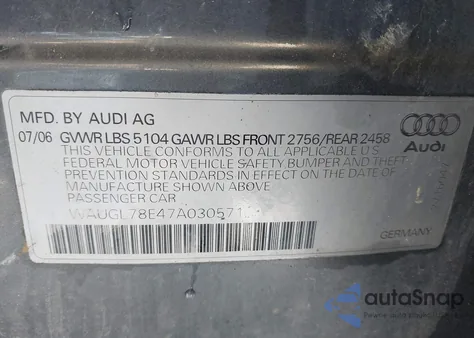 MFD. BY AUDI AG
07/06 GVWR LBS 5104 GAWR LBS FRONT 2756/REAR 2458
THIS VEHICLE CONFORMS TO ALL APPLICABLE U.S.
FEDERAL MOTOR VEHICLE SAFETY, BUMPER AND THEFT
PREVENTION STANDARDS IN EFFECT ON THE DATE OF
MANUFACTURE SHOWN ABOVE
PASSENGER CAR
Audi
GERMANY
autoSnap